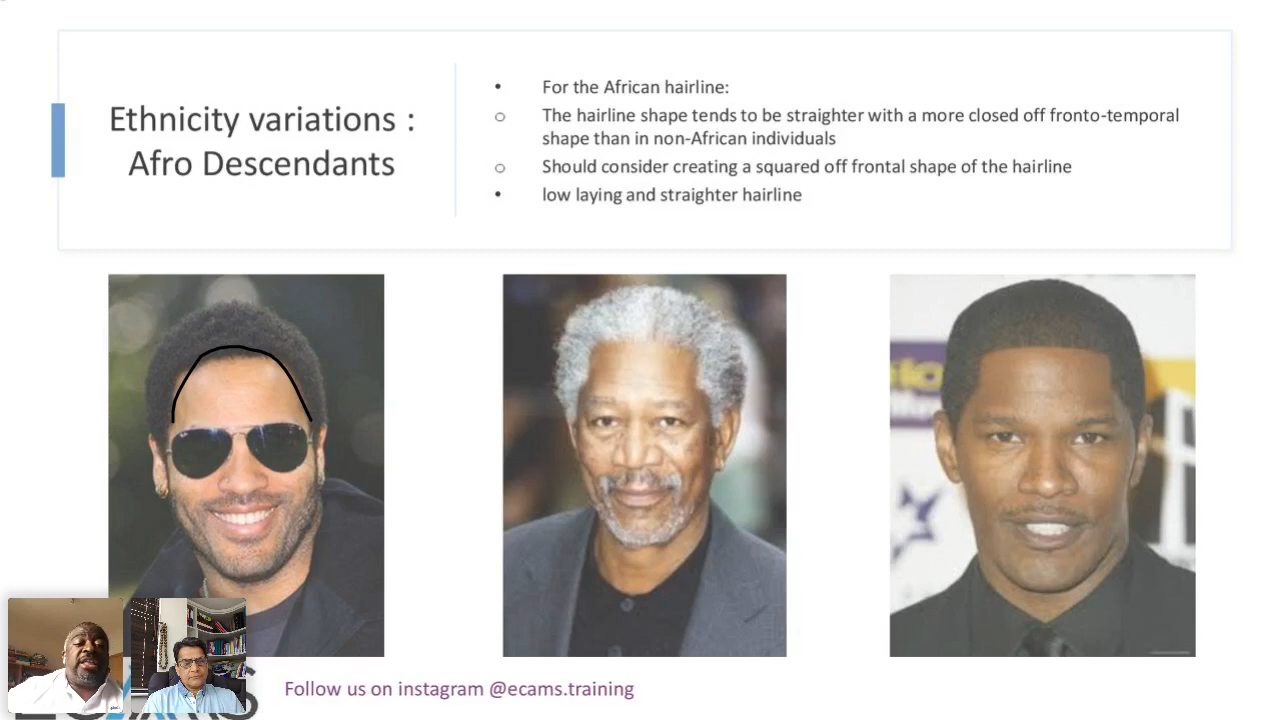 Ethnicity variations :
Afro Descendants
• For the African hairline:
o The hairline shape tends to be straighter with a more closed off fronto-temporal
shape than in non-African individuals
o Should consider creating a squared off frontal shape of the hairline
• low laying and straighter hairline
Follow us on instagram @ecams.training